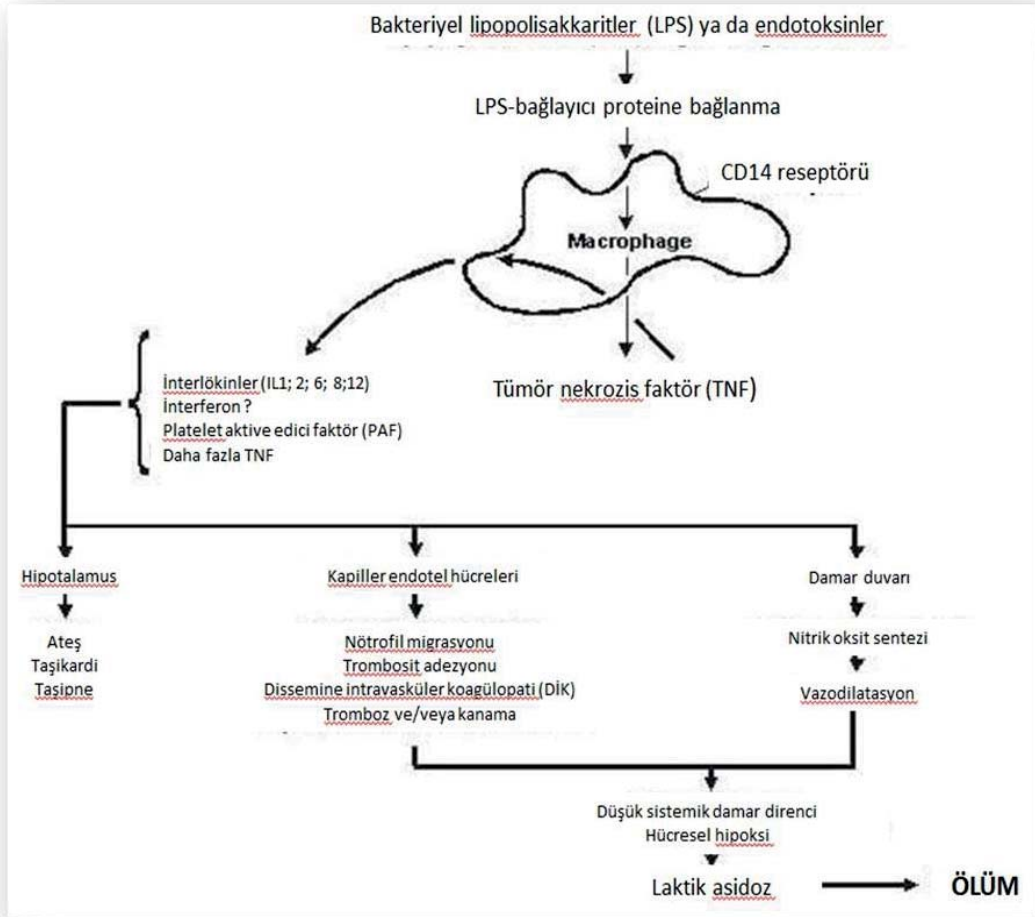 Bakteriyel lipopolisakkaritler (LPS) ya da endotoksinler
LPS-bağlayıcı proteine bağlanma
CD14 reseptörü
Macrophage
Tümör nekrozis faktör (TNF)
İnterlökinler (IL1; 2; 6; 8;12)
İnterferon ?
Platelet aktive edici faktör (PAF)
Daha fazla TNF
Hipotalamus
Ateş
Taşikardi
Taşipne
Kapiller endotel hücreleri
Nötrofil migrasyonu
Trombosit adezyonu
Dissemine intravasküler koagülopati (DİK)
Tromboz ve/veya kanama
Damar duvarı
Nitrik oksit sentezi
Vazodilatasyon
Düşük sistemik damar direnci
Hücresel hipoksi
Laktik asidoz
ÖLÜM